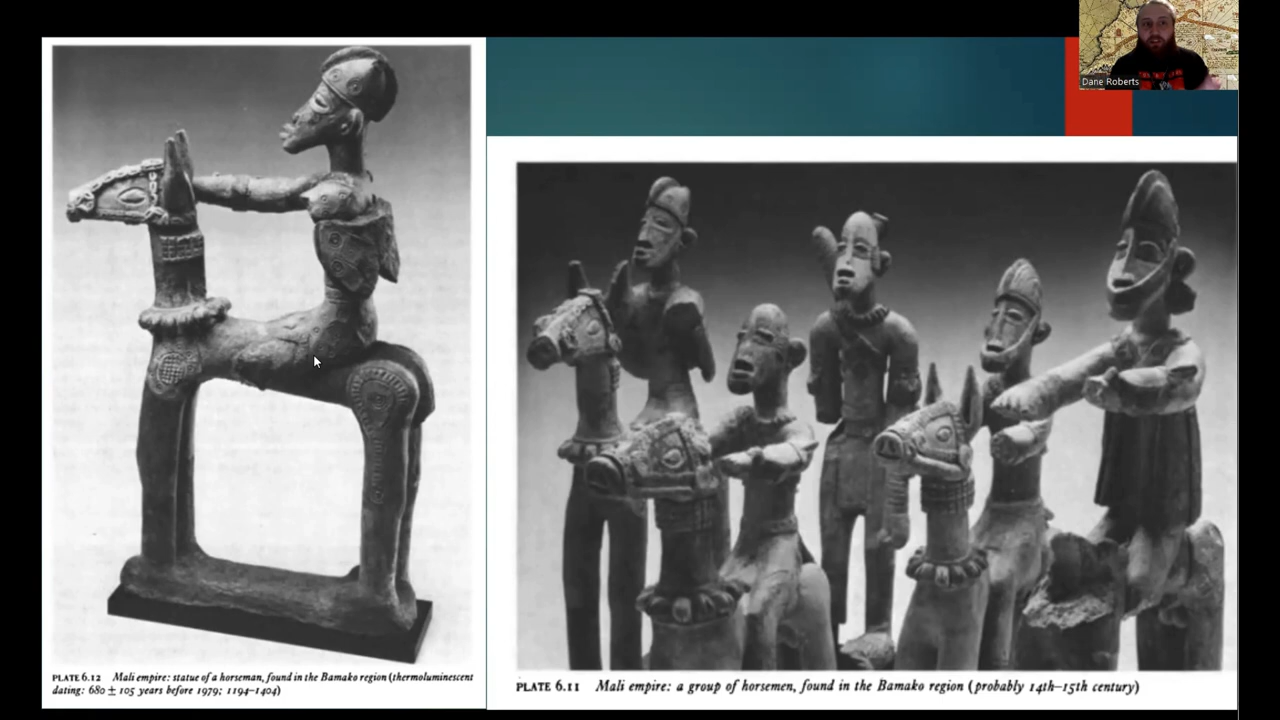 Dane Roberts
PLATE 6.12 Mali empire: statue of a horseman, found in the Bamako region (thermoluminescent
dating: 680 ± 105 years before 1979; 1194–1404)
PLATE 6.11 Mali empire: a group of horsemen, found in the Bamako region (probably 14th–15th century)